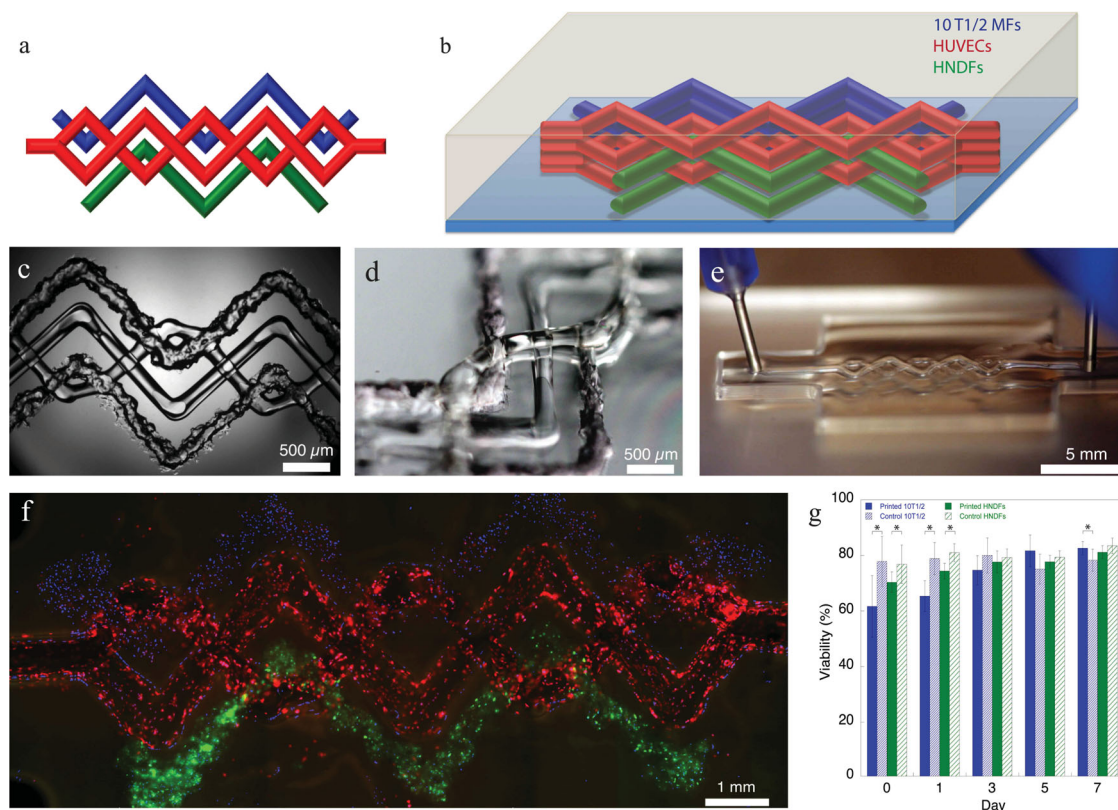 a
b
10 T1/2 MFs
HUVECs
HNDFs
c
500 µm
d
500 µm
e
5 mm
f
1 mm
g
Printed 10T1/2
Control 10T1/2
Printed HNDFs
Control HNDFs
* * * * *
Viability (%)
100
80
60
40
20
0
0 1 3 5 7
Day